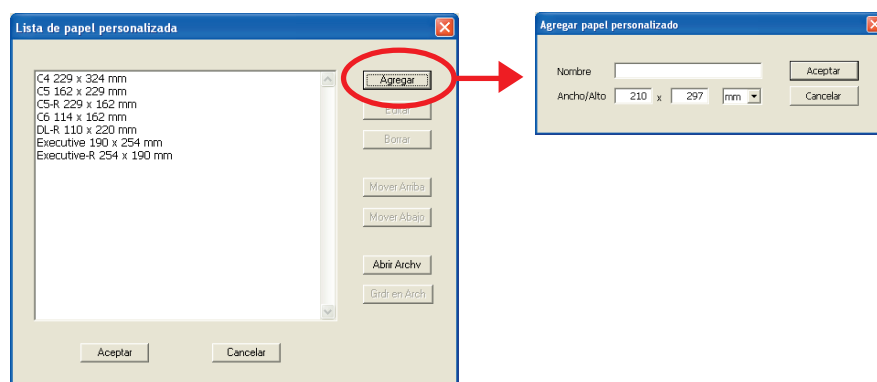 Lista de papel personalizada
C4 229 x 324 mm
C5 162 x 229 mm
C5-R 229 x 162 mm
C6 114 x 162 mm
DL-R 110 x 220 mm
Executive 190 x 254 mm
Executive-R 254 x 190 mm
Agregar
Editar
Borrar
Mover Arriba
Mover Abajo
Abrir Archv
Grdr en Arch
Aceptar Cancelar
Agregar papel personalizado
Nombre Aceptar
Ancho/Alto 210 x 297 mm Cancelar